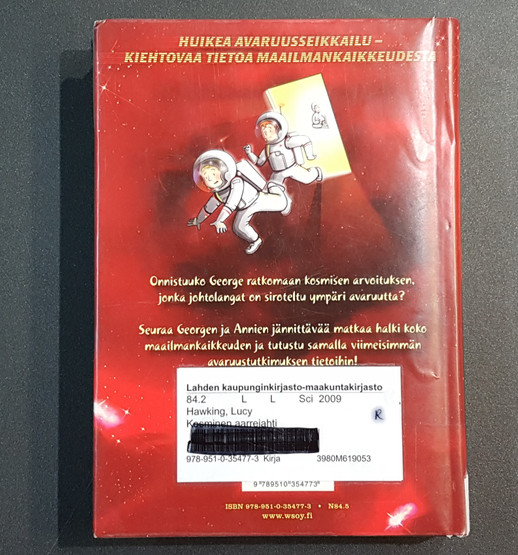 HUIKEA AVARUUSSEIKKAILU –
KIEHTOVAA TIETOA MAAILMANKAIKKEUDESTA
Onnistuuko George ratkomaan kosmisen arvoituksen,
jonka johtolangat on siroteltu ympäri avaruutta?
Seuraa Georgen ja Annien jännittävää matkaa halki koko
maailmankaikkeuden ja tutustu samalla viimeisimmän
avaruustutkimuksen tietoihin!
Lahden kaupunginkirjasto-maakuntakirjasto
84.2 L L Sci 2009
Hawking, Lucy
R
Kosminen aarrejahti
978-951-0-35477-3 Kirja 3980M619053
9 789510 354773
ISBN 978-951-0-35477-3 • N84.5
www.wsoy.fi